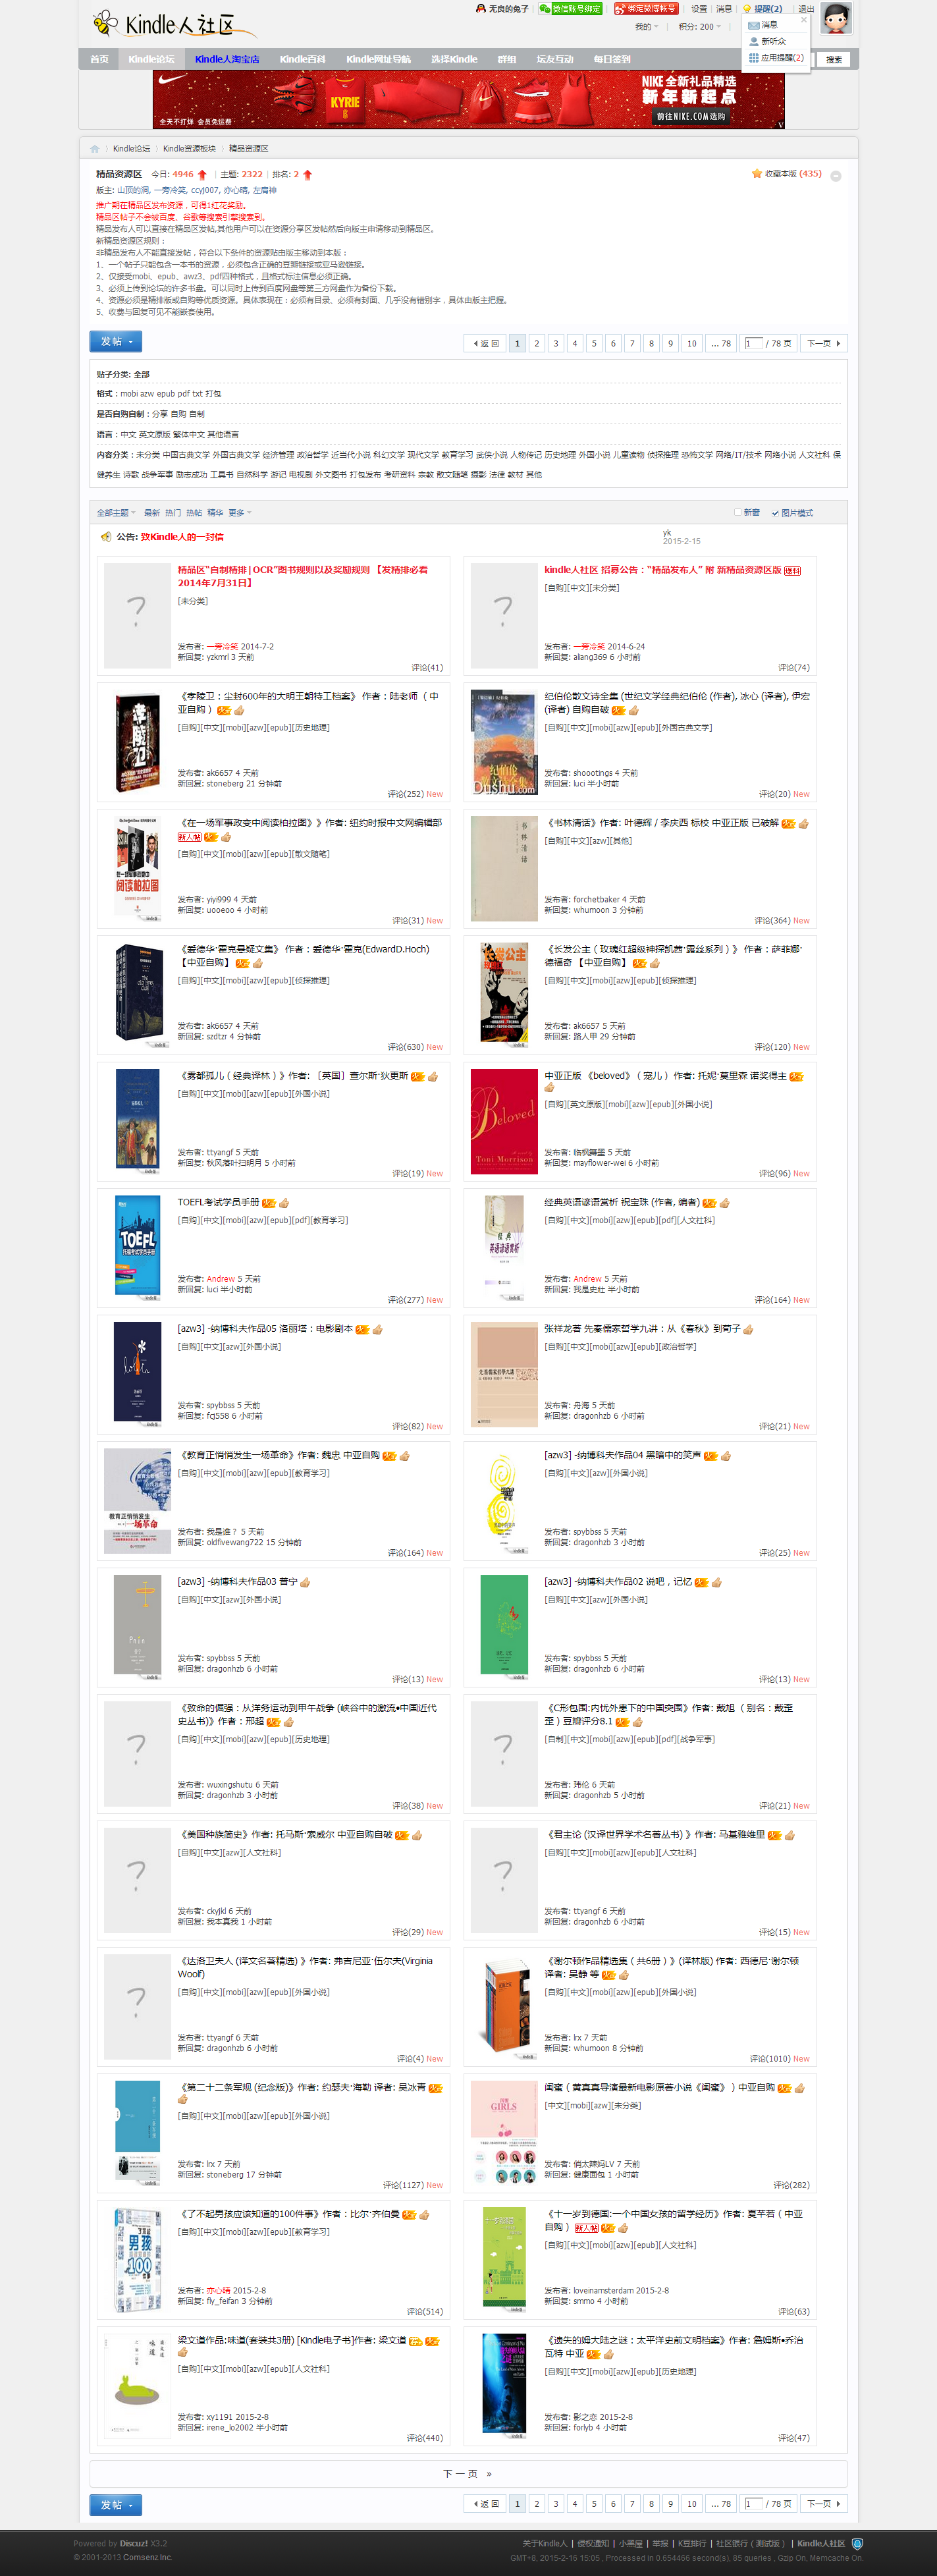 Kindle人社区
无良的兔子 微信账号绑定 绑定微博帐号 设置 消息 提醒(2) 退出
我的 积分: 200
消息
新听众
应用提醒(2)
首页 Kindle论坛 Kindle人淘宝店 Kindle百科 Kindle网址导航 选择Kindle 群组 坛友互动 每日签到 搜索
全天不打烊 会员免运费
KYRIE
NIKE 全新礼品精选
新年新起点
前往NIKE.COM选购
Kindle论坛 Kindle资源板块 精品资源区
精品资源区 今日: 4946 主题: 2322 排名: 2 收藏本版 (435)
版主: 山顶的洞, 一旁冷笑, ccyj007, 亦心晴, 左肩神
推广期在精品区发布资源，可得1红花奖励。
精品区帖子不会被百度、谷歌等搜索引擎搜索到。
精品发布人可以直接在精品区发帖,其他用户可以在资源分享区发帖然后向版主申请移动到精品区。
新精品资源区规则：
非精品发布人不能直接发帖，符合以下条件的资源贴由版主移动到本版：
1、一个帖子只能包含一本书的资源，必须包含正确的豆瓣链接或亚马逊链接。
2、仅接受mobi、epub、awz3、pdf四种格式，且格式标注信息必须正确。
3、必须上传到论坛的许多书盘。可以同时上传到百度网盘等第三方网盘作为备份下载。
4、资源必须是精排版或自购等优质资源。具体表现在：必须有目录、必须有封面、几乎没有错别字，具体由版主把握。
5、收费与回复可见不能嵌套使用。
发帖 返回 1 2 3 4 5 6 7 8 9 10 ... 78 1 / 78 页 下一页
贴子分类: 全部
格式：mobi azw epub pdf txt 打包
是否自购自制：分享 自购 自制
语言：中文 英文原版 繁体中文 其他语言
内容分类：未分类 中国古典文学 外国古典文学 经济管理 政治哲学 近当代小说 科幻文学 现代文学 教育学习 武侠小说 人物传记 历史地理 外国小说 儿童读物 侦探推理 恐怖文学 网络/IT/技术 网络小说 人文社科 保
健养生 诗歌 战争军事 励志成功 工具书 自然科学 游记 电视剧 外文图书 打包发布 考研资料 宗教 散文随笔 摄影 法律 教材 其他
全部主题 最新 热门 热帖 精华 更多 新窗 图片模式
公告: 致Kindle人的一封信 yk
2015-2-15
精品区“自制精排|OCR”图书规则以及奖励规则 【发精排必看
2014年7月31日】
[未分类]
发布者: 一旁冷笑 2014-7-2
新回复: yzkmrl 3 天前
评论(41)
kindle人社区 招募公告：“精品发布人” 附 新精品资源区版
[自购][中文][未分类]
发布者: 一旁冷笑 2014-6-24
新回复: aliang369 6 小时前
评论(74)
《孝陵卫：尘封600年的大明王朝特工档案》 作者：陆老师 （中
亚自购）
[自购][中文][mobi][azw][epub][历史地理]
发布者: ak6657 4 天前
新回复: stoneberg 21 分钟前
评论(252) New
纪伯伦散文诗全集 (世纪文学经典纪伯伦 (作者), 冰心 (译者), 伊宏
(译者) 自购自破
[自购][中文][mobi][azw][epub][外国古典文学]
发布者: shoootings 4 天前
新回复: luci 半小时前
评论(20) New
《在一场军事政变中阅读柏拉图》》作者: 纽约时报中文网编辑部
新人帖
[自购][中文][mobi][azw][epub][散文随笔]
发布者: yiyi999 4 天前
新回复: uooeoo 4 小时前
评论(31) New
《书林清话》作者: 叶德辉 / 李庆西 标校 中亚正版 已破解
[自购][中文][azw][其他]
发布者: forchetbaker 4 天前
新回复: whumoon 3 分钟前
评论(364) New
《爱德华·霍克悬疑文集》 作者：爱德华·霍克(EdwardD.Hoch)
【中亚自购】
[自购][中文][mobi][azw][epub][侦探推理]
发布者: ak6657 4 天前
新回复: szdtzr 4 分钟前
评论(630) New
《长发公主（玫瑰红超级神探凯茜·露丝系列）》 作者：萨菲娜·
德福奇 【中亚自购】
[自购][中文][mobi][azw][epub][侦探推理]
发布者: ak6657 5 天前
新回复: 路人甲 29 分钟前
评论(120) New
《雾都孤儿（经典译林）》作者: 〔英国〕查尔斯·狄更斯
[自购][中文][mobi][azw][epub][外国小说]
发布者: ttyangf 5 天前
新回复: 秋风落叶扫明月 5 小时前
评论(19) New
中亚正版 《beloved》（宠儿） 作者: 托妮·莫里森 诺奖得主
[自购][英文原版][mobi][azw][epub][外国小说]
发布者: 临枫舞墨 5 天前
新回复: mayflower-wei 6 小时前
评论(96) New
TOEFL考试学员手册
[自购][中文][mobi][azw][epub][pdf][教育学习]
发布者: Andrew 5 天前
新回复: luci 半小时前
评论(277) New
经典英语谚语赏析 祝宝珠 (作者, 编者)
[自购][中文][mobi][azw][epub][pdf][人文社科]
发布者: Andrew 5 天前
新回复: 我是史灶 半小时前
评论(164) New
[azw3] -纳博科夫作品05 洛丽塔：电影剧本
[自购][中文][azw][外国小说]
发布者: spybbss 5 天前
新回复: fcj558 6 小时前
评论(82) New
张祥龙著 先秦儒家哲学九讲：从《春秋》到荀子
[自购][中文][mobi][azw][epub][政治哲学]
发布者: 舟海 5 天前
新回复: dragonhzb 6 小时前
评论(21) New
《教育正悄悄发生一场革命》作者: 魏忠 中亚自购
[自购][中文][mobi][azw][epub][教育学习]
发布者: 我是進？ 5 天前
新回复: oldfivewang722 15 分钟前
评论(164) New
[azw3] -纳博科夫作品04 黑暗中的笑声
[自购][中文][azw][外国小说]
发布者: spybbss 5 天前
新回复: dragonhzb 3 小时前
评论(25) New
[azw3] -纳博科夫作品03 普宁
[自购][中文][azw][外国小说]
发布者: spybbss 5 天前
新回复: dragonhzb 6 小时前
评论(13) New
[azw3] -纳博科夫作品02 说吧，记忆
[自购][中文][azw][外国小说]
发布者: spybbss 5 天前
新回复: dragonhzb 6 小时前
评论(13) New
《致命的倔强：从洋务运动到甲午战争 (峡谷中的激流•中国近代
史丛书)》作者：邢超
[自购][中文][mobi][azw][epub][历史地理]
发布者: wuxingshutu 6 天前
新回复: dragonhzb 3 小时前
评论(38) New
《C形包围:内忧外患下的中国突围》作者: 戴旭 （别名：戴歪
歪）豆瓣评分8.1
[自制][中文][mobi][azw][epub][pdf][战争军事]
发布者: 玮伦 6 天前
新回复: dragonhzb 5 小时前
评论(21) New
《美国种族简史》作者: 托马斯·索威尔 中亚自购自破
[自购][中文][azw][人文社科]
发布者: ckyjkl 6 天前
新回复: 我本真我 1 小时前
评论(29) New
《君主论 (汉译世界学术名著丛书) 》作者: 马基雅维里
[自购][中文][mobi][azw][epub][人文社科]
发布者: ttyangf 6 天前
新回复: dragonhzb 6 小时前
评论(15) New
《达洛卫夫人 (译文名著精选) 》作者: 弗吉尼亚·伍尔夫(Virginia
Woolf)
[自购][中文][mobi][azw][epub][外国小说]
发布者: ttyangf 6 天前
新回复: dragonhzb 6 小时前
评论(4) New
《谢尔顿作品精选集（共6册）》(译林版) 作者: 西德尼·谢尔顿
译者: 吴静 等
[自购][中文][mobi][azw][epub][外国小说]
发布者: lrx 7 天前
新回复: whumoon 8 分钟前
评论(1010) New
《第二十二条军规 (纪念版)》作者: 约瑟夫·海勒 译者: 吴冰青
[自购][中文][mobi][azw][epub][外国小说]
发布者: lrx 7 天前
新回复: stoneberg 17 分钟前
评论(1127) New
闺蜜（黄真真导演最新电影原著小说《闺蜜》）中亚自购
[中文][mobi][azw][未分类]
发布者: 俏太辣妈LV 7 天前
新回复: 健康面包 1 小时前
评论(282)
《了不起男孩应该知道的100件事》作者：比尔·齐伯曼
[自购][中文][mobi][azw][epub][教育学习]
发布者: 亦心晴 2015-2-8
新回复: fly_feifan 3 分钟前
评论(514)
《十一岁到德国:一个中国女孩的留学经历》作者: 夏芊若（中亚
自购） 新人帖
[自购][中文][mobi][azw][epub][人文社科]
发布者: loveinamsterdam 2015-2-8
新回复: smmo 4 小时前
评论(63)
梁文道作品:味道(套装共3册) [Kindle电子书]作者: 梁文道
[自购][中文][mobi][azw][epub][人文社科]
发布者: xy1191 2015-2-8
新回复: irene_lo2002 半小时前
评论(440)
《遗失的姆大陆之谜：太平洋史前文明档案》作者: 詹姆斯•乔治
瓦特 中亚
[自购][中文][mobi][azw][epub][历史地理]
发布者: 影之恋 2015-2-8
新回复: forlyb 4 小时前
评论(47)
下一页 »
发帖 返回 1 2 3 4 5 6 7 8 9 10 ... 78 1 / 78 页 下一页
Powered by Discuz! X3.2
© 2001-2013 Comsenz Inc.
关于Kindle人 | 侵权通知 | 小黑屋 | 举报 | K豆排行 | 社区银行（测试版） | Kindle人社区
GMT+8, 2015-2-16 15:05 , Processed in 0.654466 second(s), 85 queries , Gzip On, Memcache On.